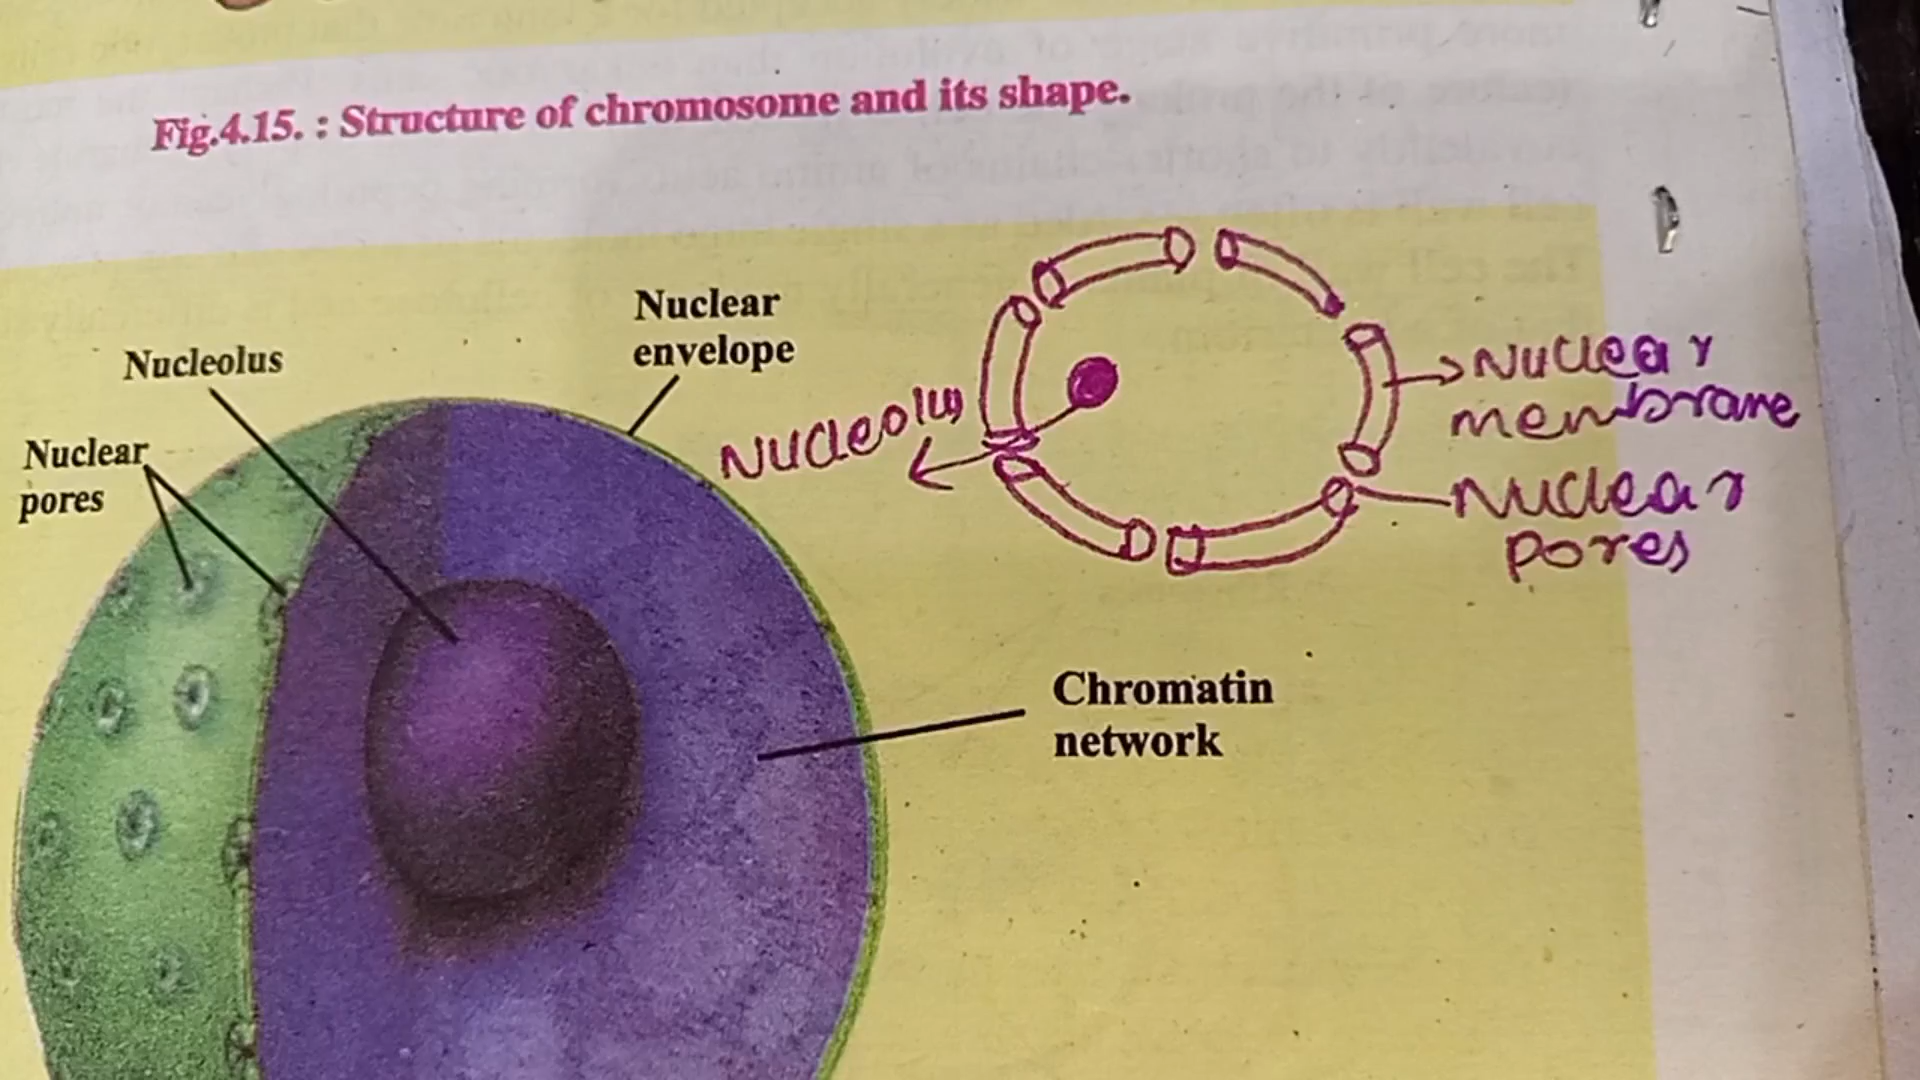 Fig.4.15. : Structure of chromosome and its shape.
Nuclear
envelope
Nucleolus
Nuclear
pores
Nucleolus
Nuclear
membrane
Nuclear
pores
Chromatin
network